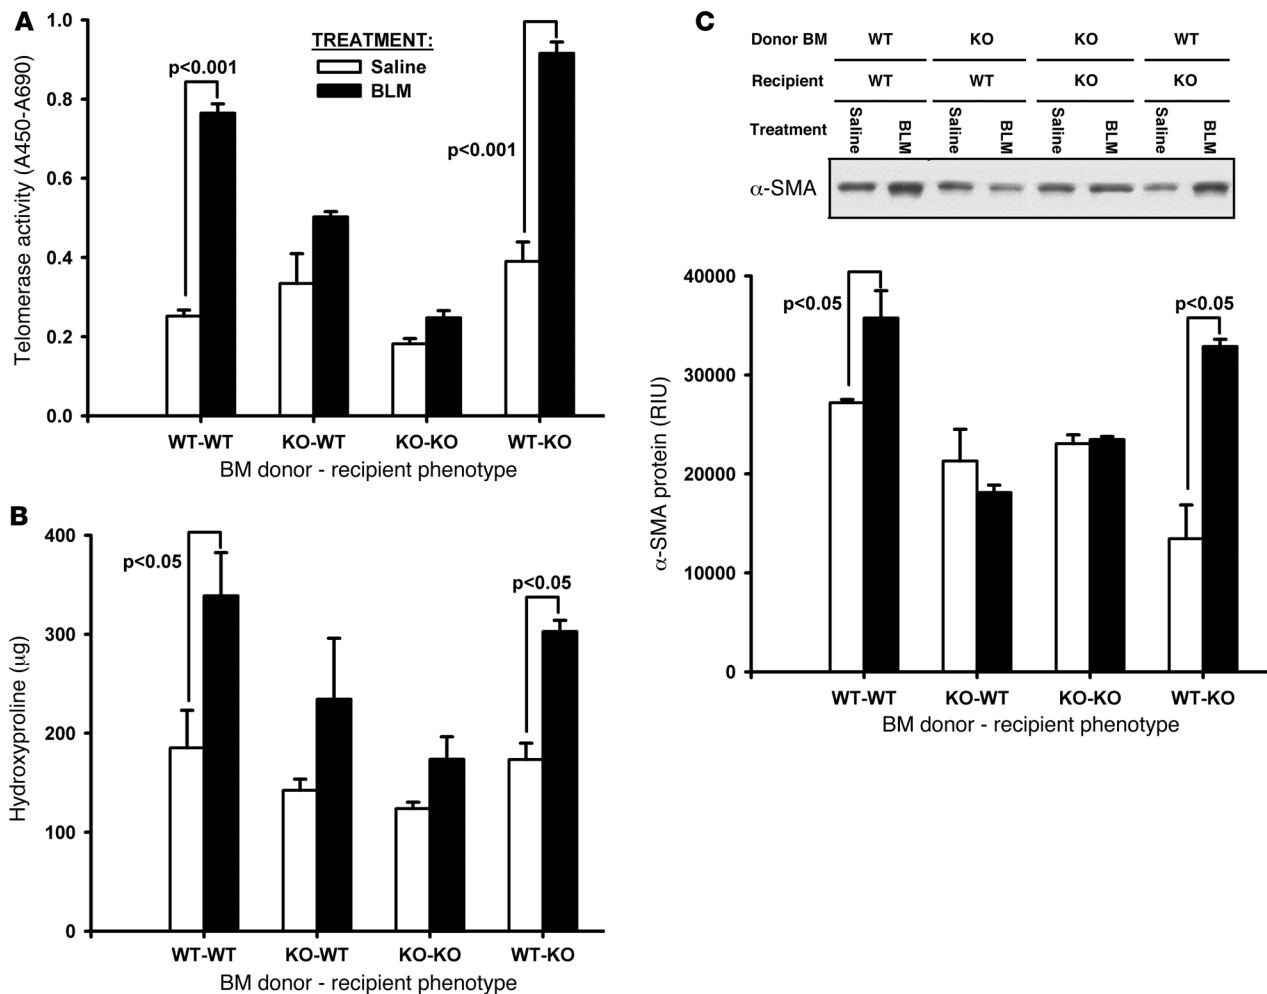 A
Telomerase activity (A450-A690)
1.0
0.8
0.6
0.4
0.2
0.0
TREATMENT:
Saline
BLM
p<0.001
p<0.001
WT-WT KO-WT KO-KO WT-KO
BM donor - recipient phenotype
B
Hydroxyproline (μg)
400
300
200
100
0
p<0.05
p<0.05
WT-WT KO-WT KO-KO WT-KO
BM donor - recipient phenotype
C
Donor BM WT KO KO WT
Recipient WT WT KO KO
Treatment Saline BLM Saline BLM Saline BLM Saline BLM
α-SMA
α-SMA protein (RIU)
40000
30000
20000
10000
0
p<0.05
p<0.05
WT-WT KO-WT KO-KO WT-KO
BM donor - recipient phenotype